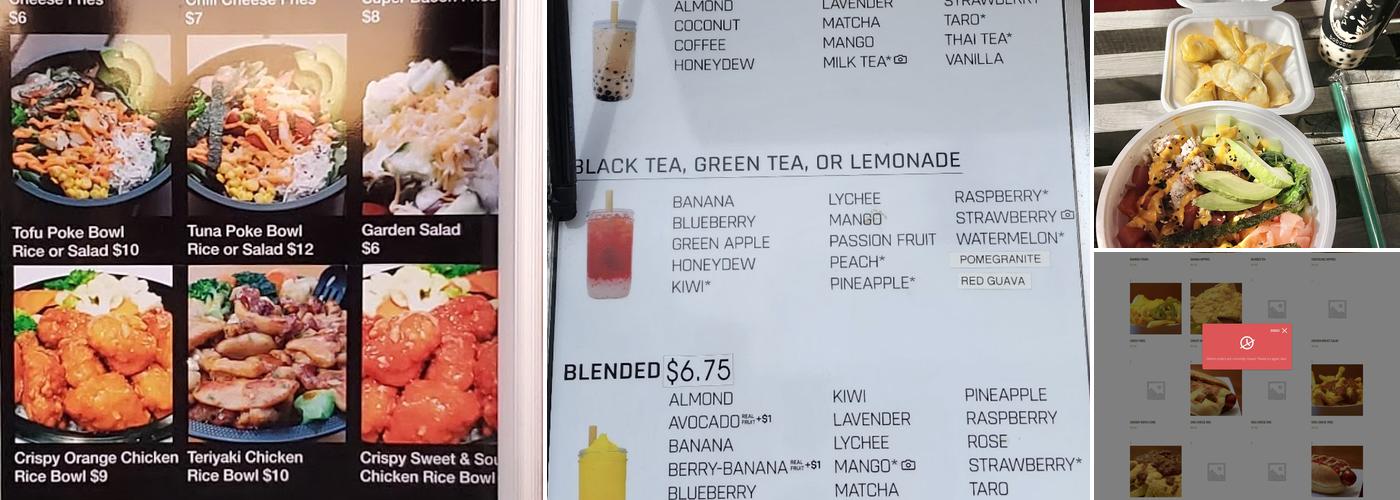 Cheese Fries
$6
Chili Cheese Fries
$7
Super Bacon Fries
$8
Tofu Poke Bowl
Rice or Salad $10
Tuna Poke Bowl
Rice or Salad $12
Garden Salad
$6
Crispy Orange Chicken
Rice Bowl $9
Teriyaki Chicken
Rice Bowl $10
Crispy Sweet & Sou
Chicken Rice Bowl
ALMOND
COCONUT
COFFEE
HONEYDEW
LAVENDER
MATCHA
MANGO
MILK TEA*
STRAWBERRY
TARO*
THAI TEA*
VANILLA
BLACK TEA, GREEN TEA, OR LEMONADE
BANANA
BLUEBERRY
GREEN APPLE
HONEYDEW
KIWI*
LYCHEE
MANGO
PASSION FRUIT
PEACH*
PINEAPPLE*
RASPBERRY*
STRAWBERRY
WATERMELON*
POMEGRANITE
RED GUAVA
BLENDED $6.75
ALMOND
AVOCADO REAL FRUIT +$1
BANANA
BERRY-BANANA REAL FRUIT +$1
BLUEBERRY
KIWI
LAVENDER
LYCHEE
MANGO*
MATCHA
PINEAPPLE
RASPBERRY
ROSE
STRAWBERRY*
TARO